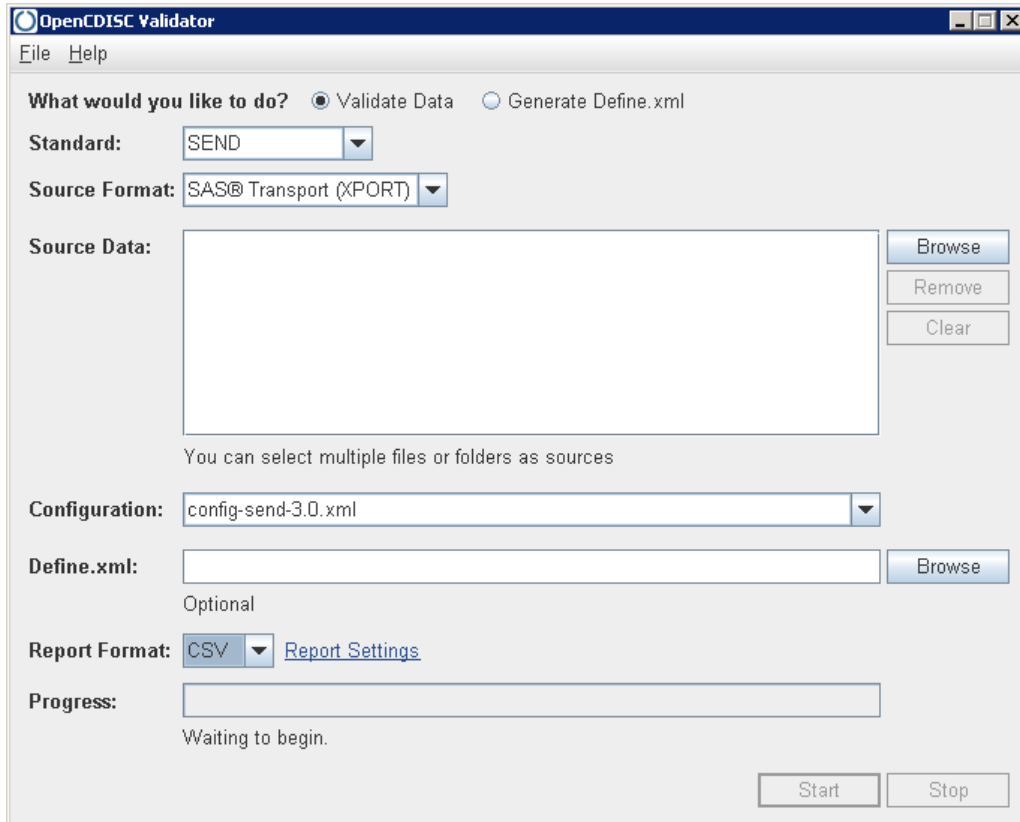 OpenCDISC Validator
File Help
What would you like to do? Validate Data Generate Define.xml
Standard: SEND
Source Format: SAS® Transport (XPORT)
Source Data: Browse
Remove
Clear
You can select multiple files or folders as sources
Configuration: config-send-3.0.xml
Define.xml: Browse
Optional
Report Format: CSV Report Settings
Progress:
Waiting to begin.
Start Stop